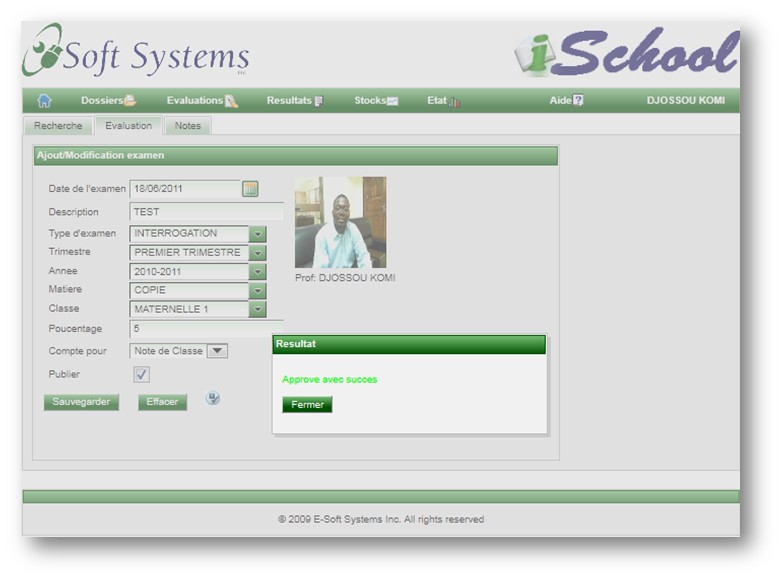 Soft Systems
iSchool
Dossiers Evaluations Resultats Stocks Etat Aide ? DJOSSOU KOMI
Recherche Evaluation Notes
Ajout/Modification examen
Date de l'examen 18/06/2011
Description TEST
Type d'examen INTERROGATION
Trimestre PREMIER TRIMESTRE
Annee 2010-2011
Matiere COPIE
Classe MATERNELLE 1
Poucentage 5
Compte pour Note de Classe
Publier
Sauvegarder Effacer
Prof: DJOSSOU KOMI
Resultat
Approve avec succes
Fermer
© 2009 E-Soft Systems Inc. All rights reserved